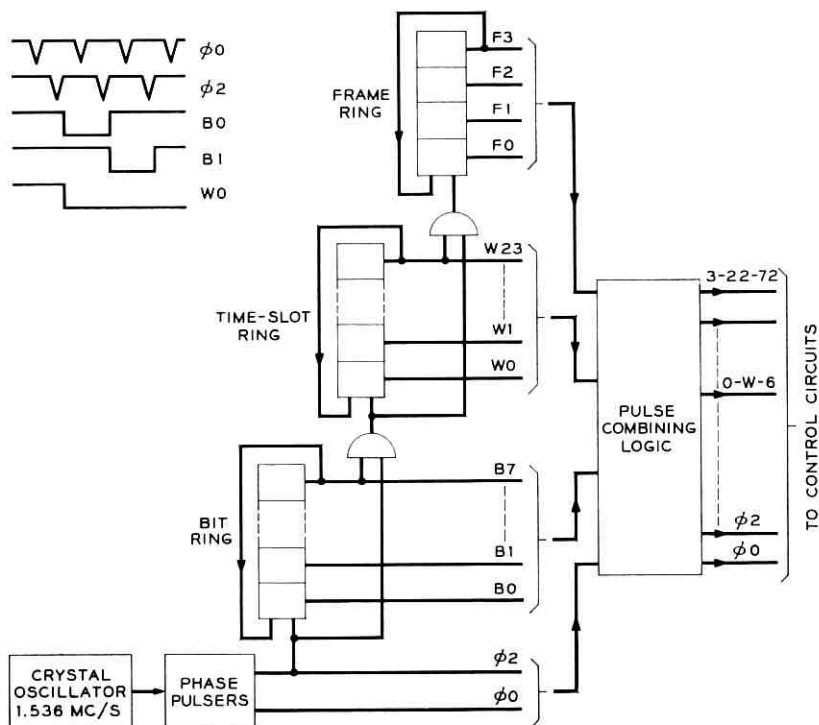 φ0
φ2
B0
B1
W0
F3
F2
F1
F0
FRAME
RING
W23
W1
W0
TIME-SLOT
RING
B7
B1
B0
BIT
RING
φ2
φ0
CRYSTAL
OSCILLATOR
1.536 MC/S
PHASE
PULSERS
PULSE
COMBINING
LOGIC
3-22-72
0-W-6
φ2
φ0
TO CONTROL CIRCUITS